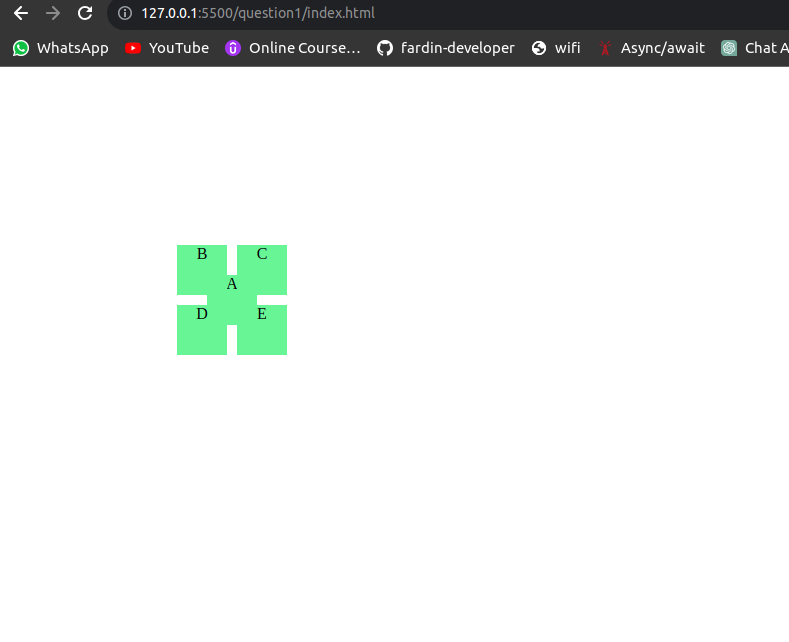 127.0.0.1:5500/question1/index.html
WhatsApp YouTube Online Course… fardin-developer wifi Async/await Chat A
B C
A
D E